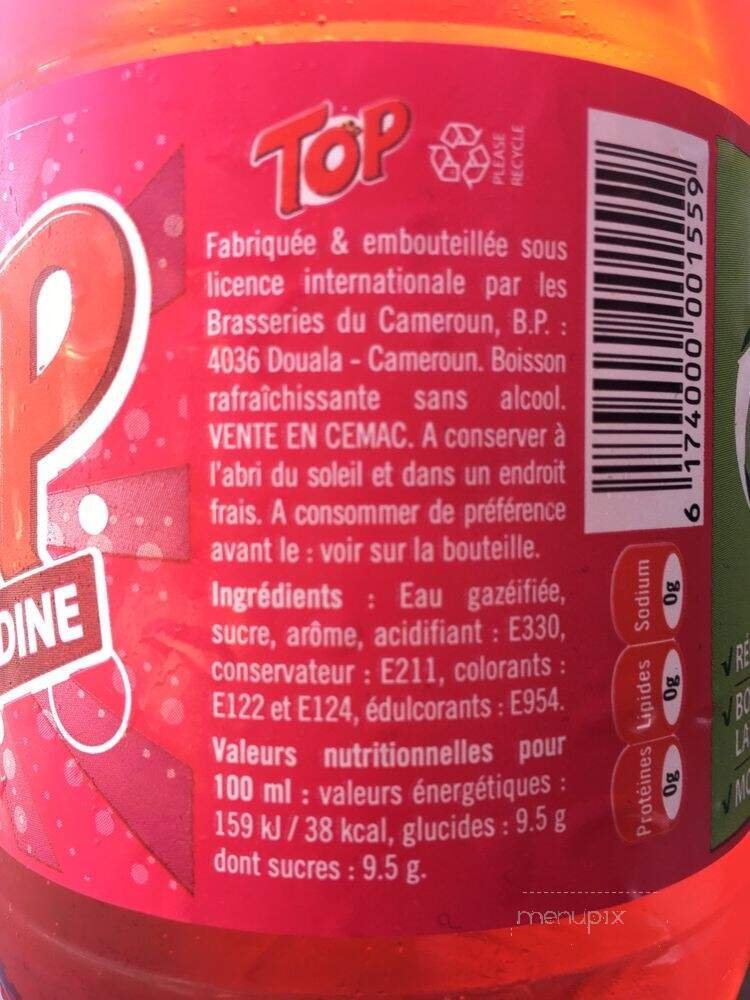 TOP
PLEASE
RECYCLE
P
DINE
Fabriquée & embouteillée sous
licence internationale par les
Brasseries du Cameroun, B.P. :
4036 Douala - Cameroun. Boisson
rafraîchissante sans alcool.
VENTE EN CEMAC. A conserver à
l'abri du soleil et dans un endroit
frais. A consommer de préférence
avant le : voir sur la bouteille.
Ingrédients : Eau gazéifiée,
sucre, arôme, acidifiant : E330,
conservateur : E211, colorants :
E122 et E124, édulcorants : E954.
Valeurs nutritionnelles pour
100 ml : valeurs énergétiques :
159 kJ / 38 kcal, glucides : 9.5 g
dont sucres : 9.5 g.
6 174000 001559
Sodium 0g
Lipides 0g
Protéines 0g
menupix